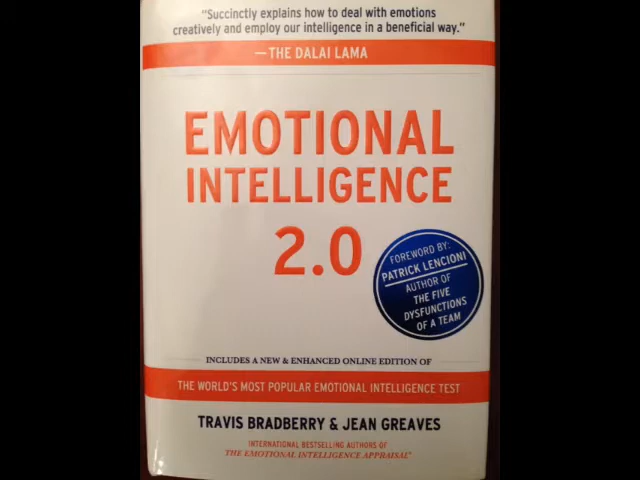 “Succinctly explains how to deal with emotions
creatively and employ our intelligence in a beneficial way.”
—THE DALAI LAMA
EMOTIONAL
INTELLIGENCE
2.0
FOREWORD BY:
PATRICK LENCIONI
AUTHOR OF
THE FIVE
DYSFUNCTIONS
OF A TEAM
INCLUDES A NEW & ENHANCED ONLINE EDITION OF
THE WORLD'S MOST POPULAR EMOTIONAL INTELLIGENCE TEST
TRAVIS BRADBERRY & JEAN GREAVES
INTERNATIONAL BESTSELLING AUTHORS OF
THE EMOTIONAL INTELLIGENCE APPRAISAL®